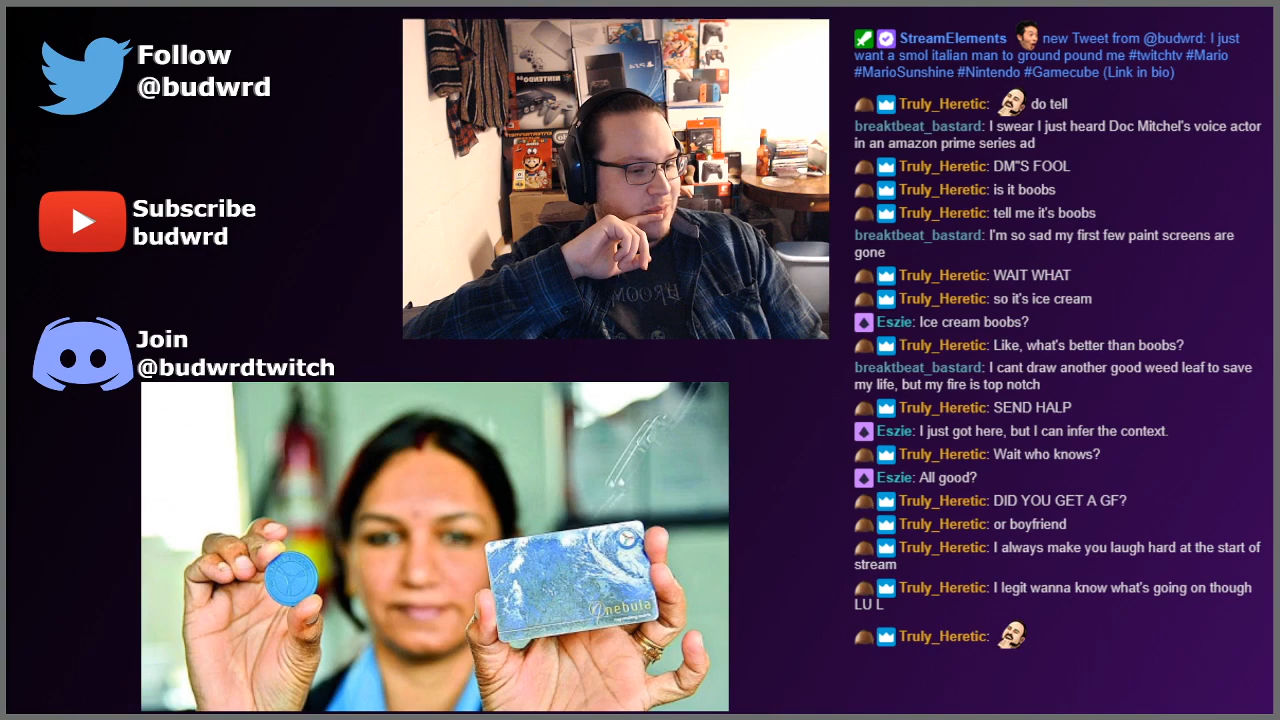 Follow
@budwrd
Subscribe
budwrd
Join
@budwrdtwitch
nebula
StreamElements new Tweet from @budwrd: I just
want a smol italian man to ground pound me #twitchtv #Mario
#MarioSunshine #Nintendo #Gamecube (Link in bio)
Truly_Heretic: do tell
breaktbeat_bastard: I swear I just heard Doc Mitchel's voice actor
in an amazon prime series ad
Truly_Heretic: DM"S FOOL
Truly_Heretic: is it boobs
Truly_Heretic: tell me it's boobs
breaktbeat_bastard: I'm so sad my first few paint screens are
gone
Truly_Heretic: WAIT WHAT
Truly_Heretic: so it's ice cream
Eszie: Ice cream boobs?
Truly_Heretic: Like, what's better than boobs?
breaktbeat_bastard: I cant draw another good weed leaf to save
my life, but my fire is top notch
Truly_Heretic: SEND HALP
Eszie: I just got here, but I can infer the context.
Truly_Heretic: Wait who knows?
Eszie: All good?
Truly_Heretic: DID YOU GET A GF?
Truly_Heretic: or boyfriend
Truly_Heretic: I always make you laugh hard at the start of
stream
Truly_Heretic: I legit wanna know what's going on though
LU L
Truly_Heretic: